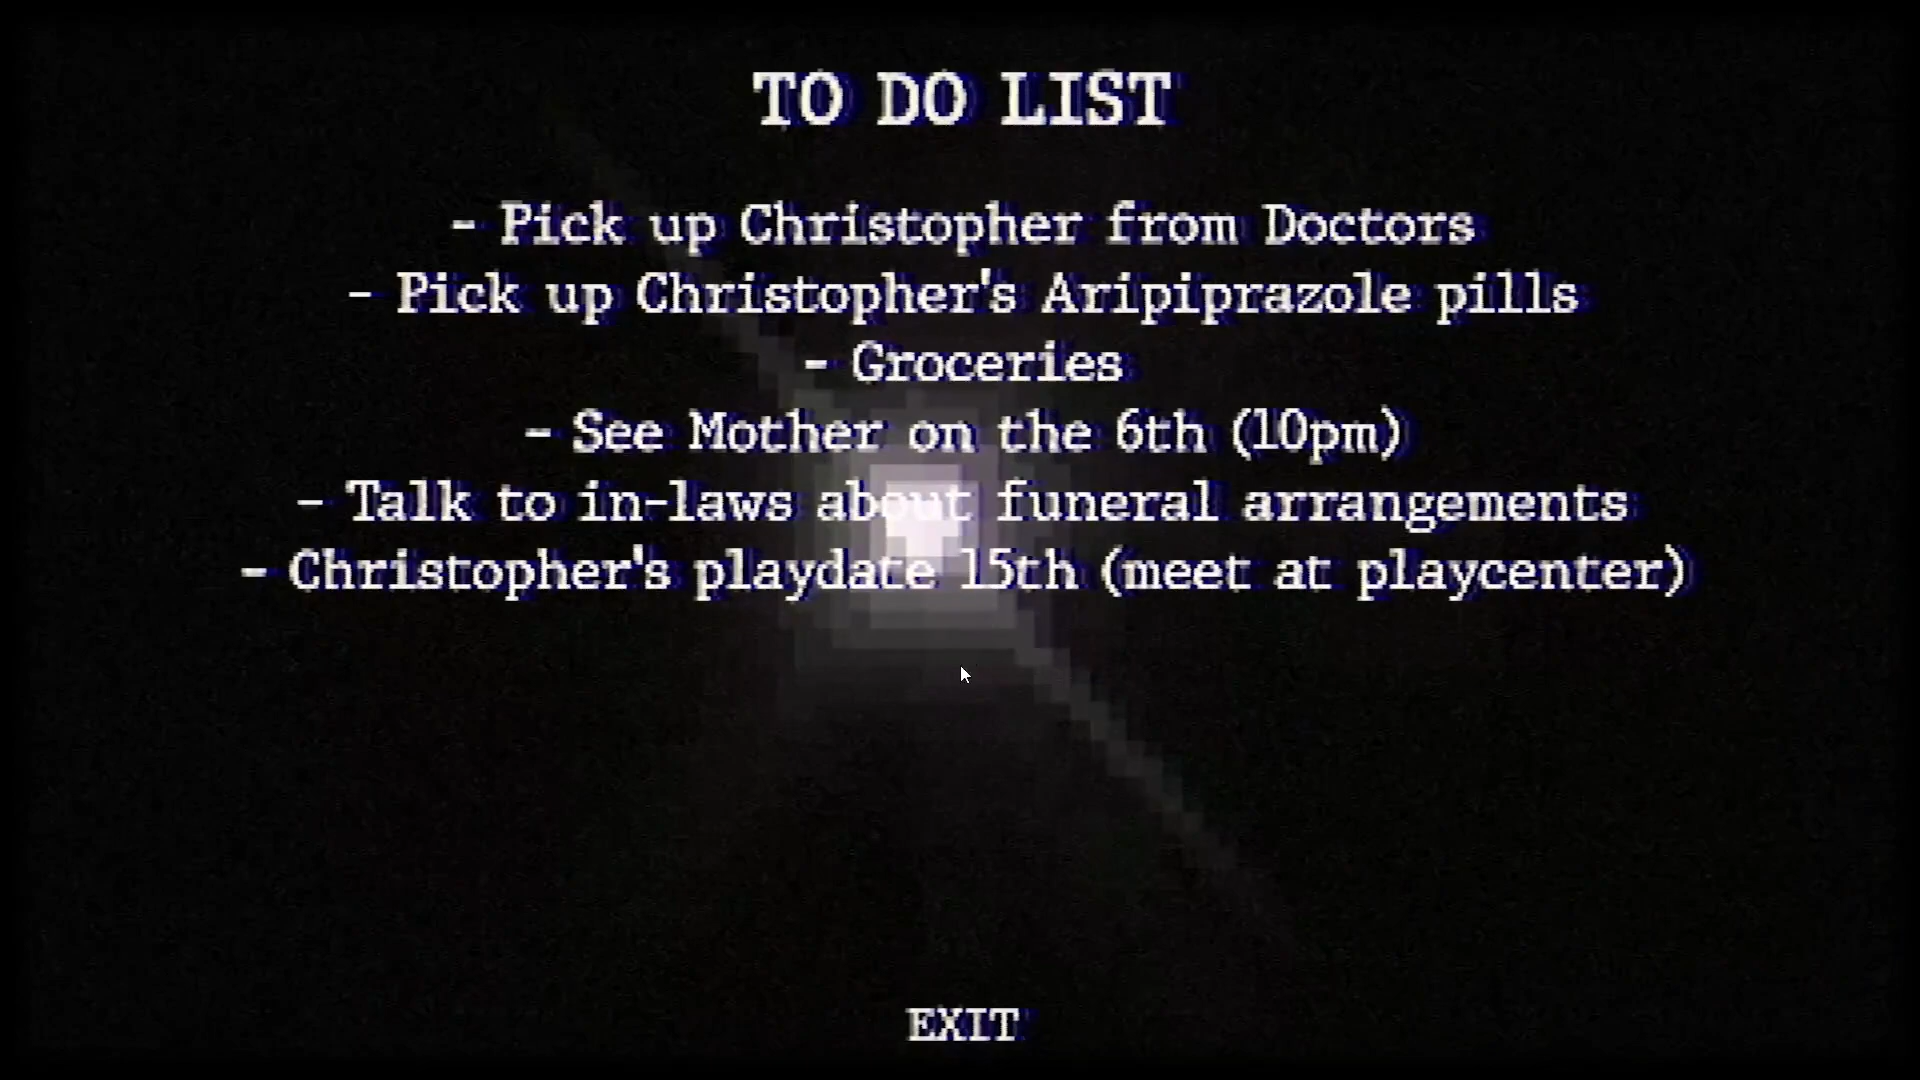 TO DO LIST
- Pick up Christopher from Doctors
- Pick up Christopher's Aripiprazole pills
- Groceries
- See Mother on the 6th (10pm)
- Talk to in-laws about funeral arrangements
- Christopher's playdate 15th (meet at playcenter)
EXIT